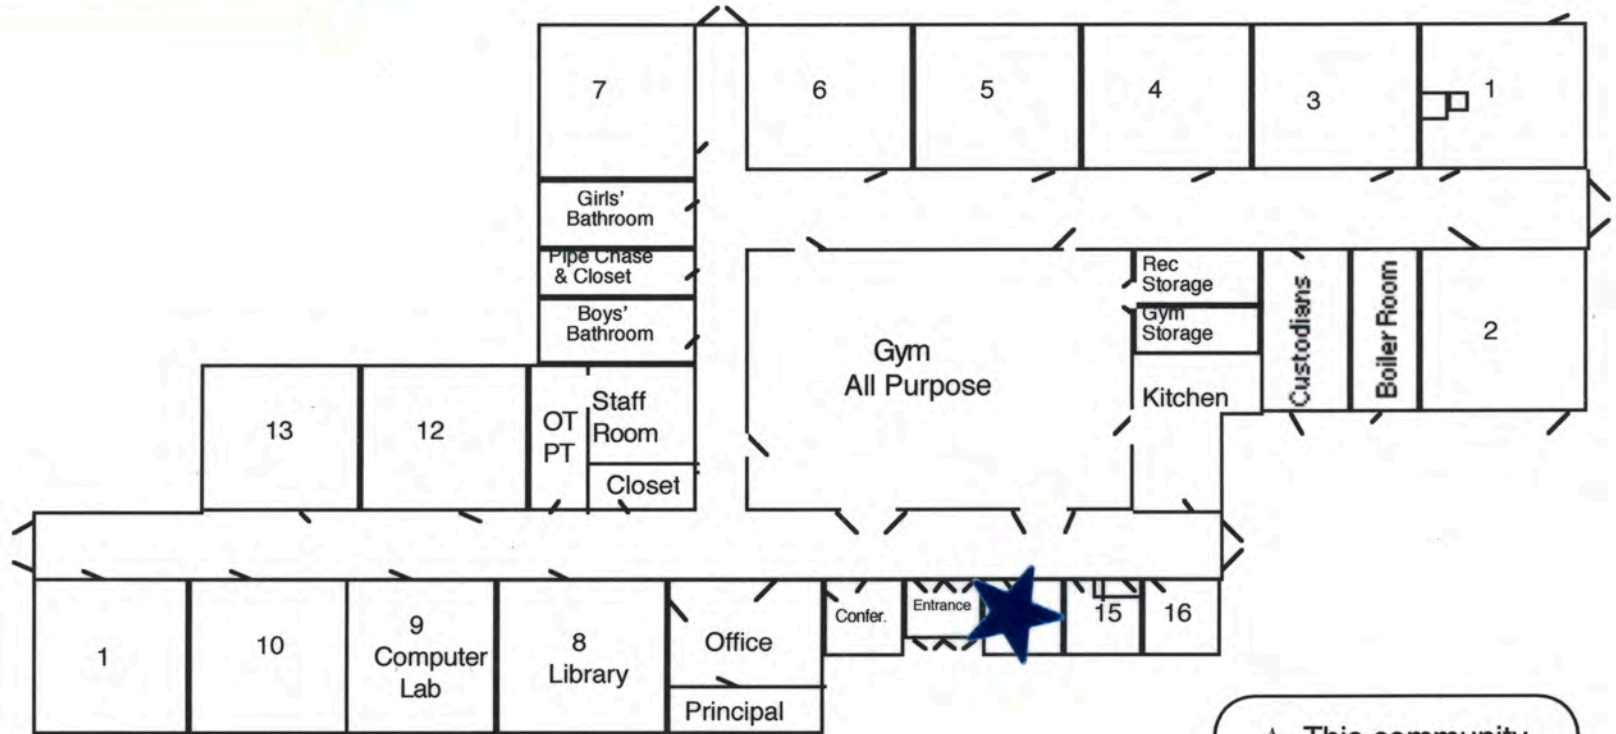 7
6
5
4
3
1
Girls'
Bathroom
Pipe Chase
& Closet
Boys'
Bathroom
Rec
Storage
Gym
Storage
Custodians
Boiler Room
2
Gym
All Purpose
Kitchen
13
12
OT
PT
Staff
Room
Closet
1
10
9
Computer
Lab
8
Library
Office
Principal
Confer.
Entrance
15
16
This community